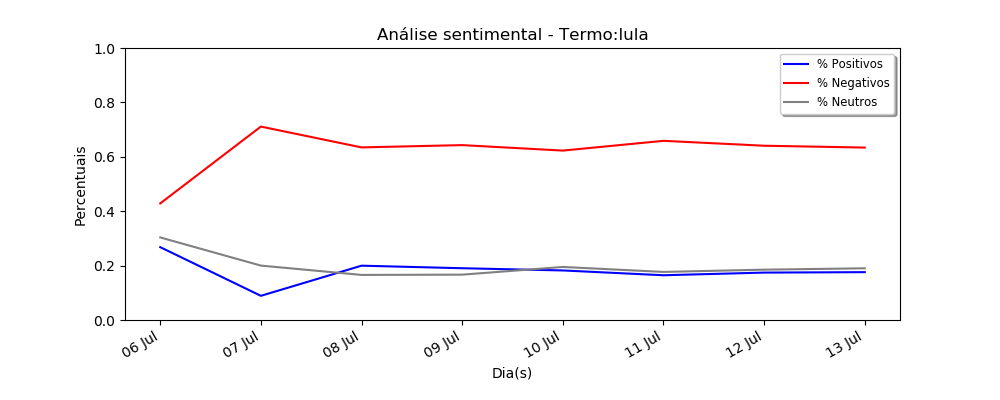 Análise sentimental - Termo:lula
% Positivos
% Negativos
% Neutros
Percentuais
1.0
0.8
0.6
0.4
0.2
0.0
06 Jul
07 Jul
08 Jul
09 Jul
10 Jul
11 Jul
12 Jul
13 Jul
Dia(s)